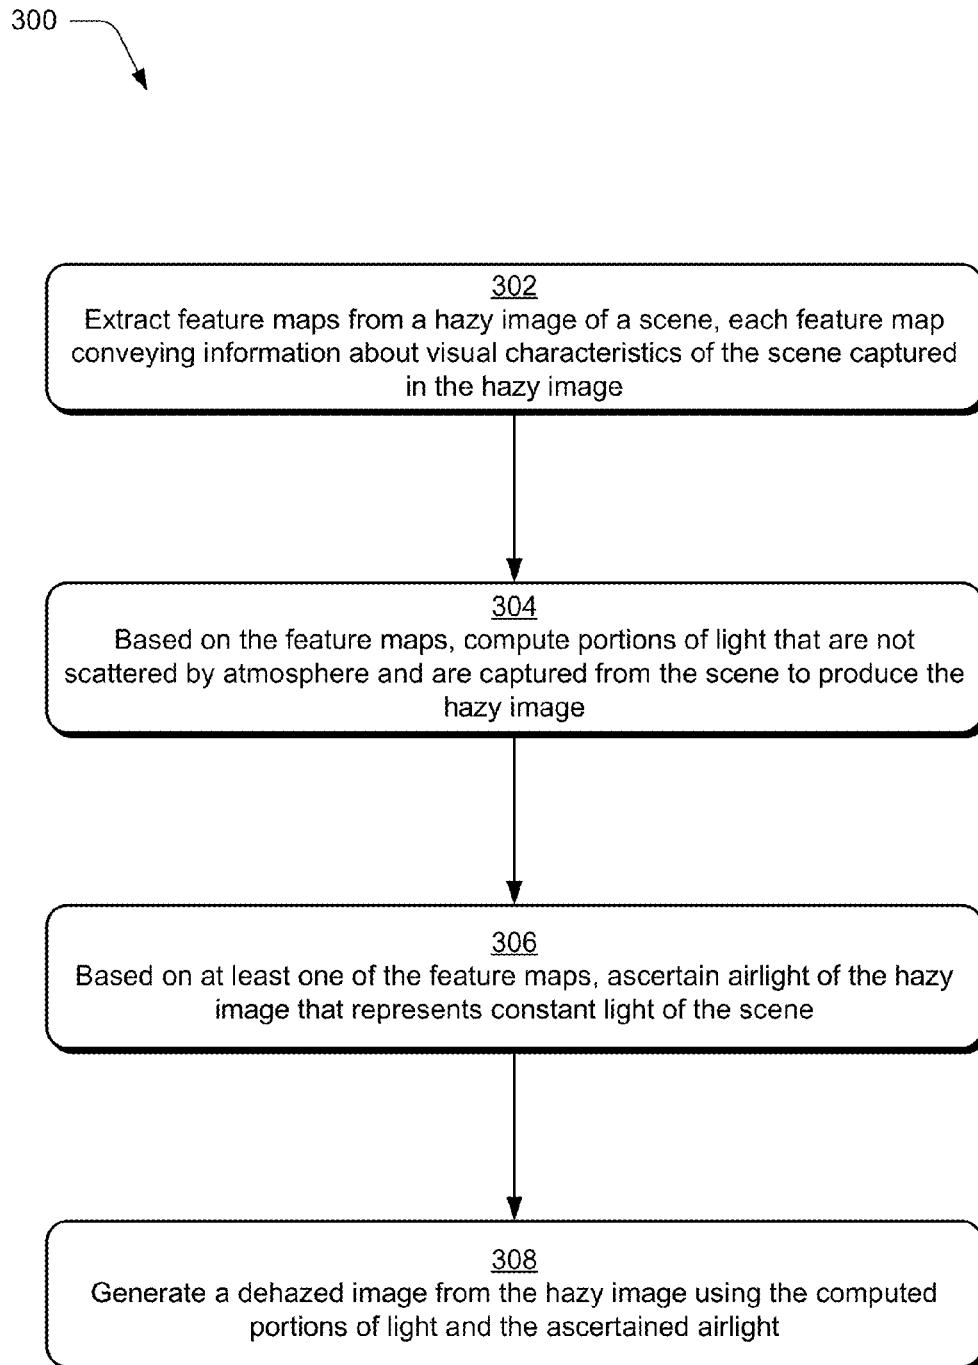 300
302
Extract feature maps from a hazy image of a scene, each feature map
conveying information about visual characteristics of the scene captured
in the hazy image
304
Based on the feature maps, compute portions of light that are not
scattered by atmosphere and are captured from the scene to produce the
hazy image
306
Based on at least one of the feature maps, ascertain airlight of the hazy
image that represents constant light of the scene
308
Generate a dehazed image from the hazy image using the computed
portions of light and the ascertained airlight